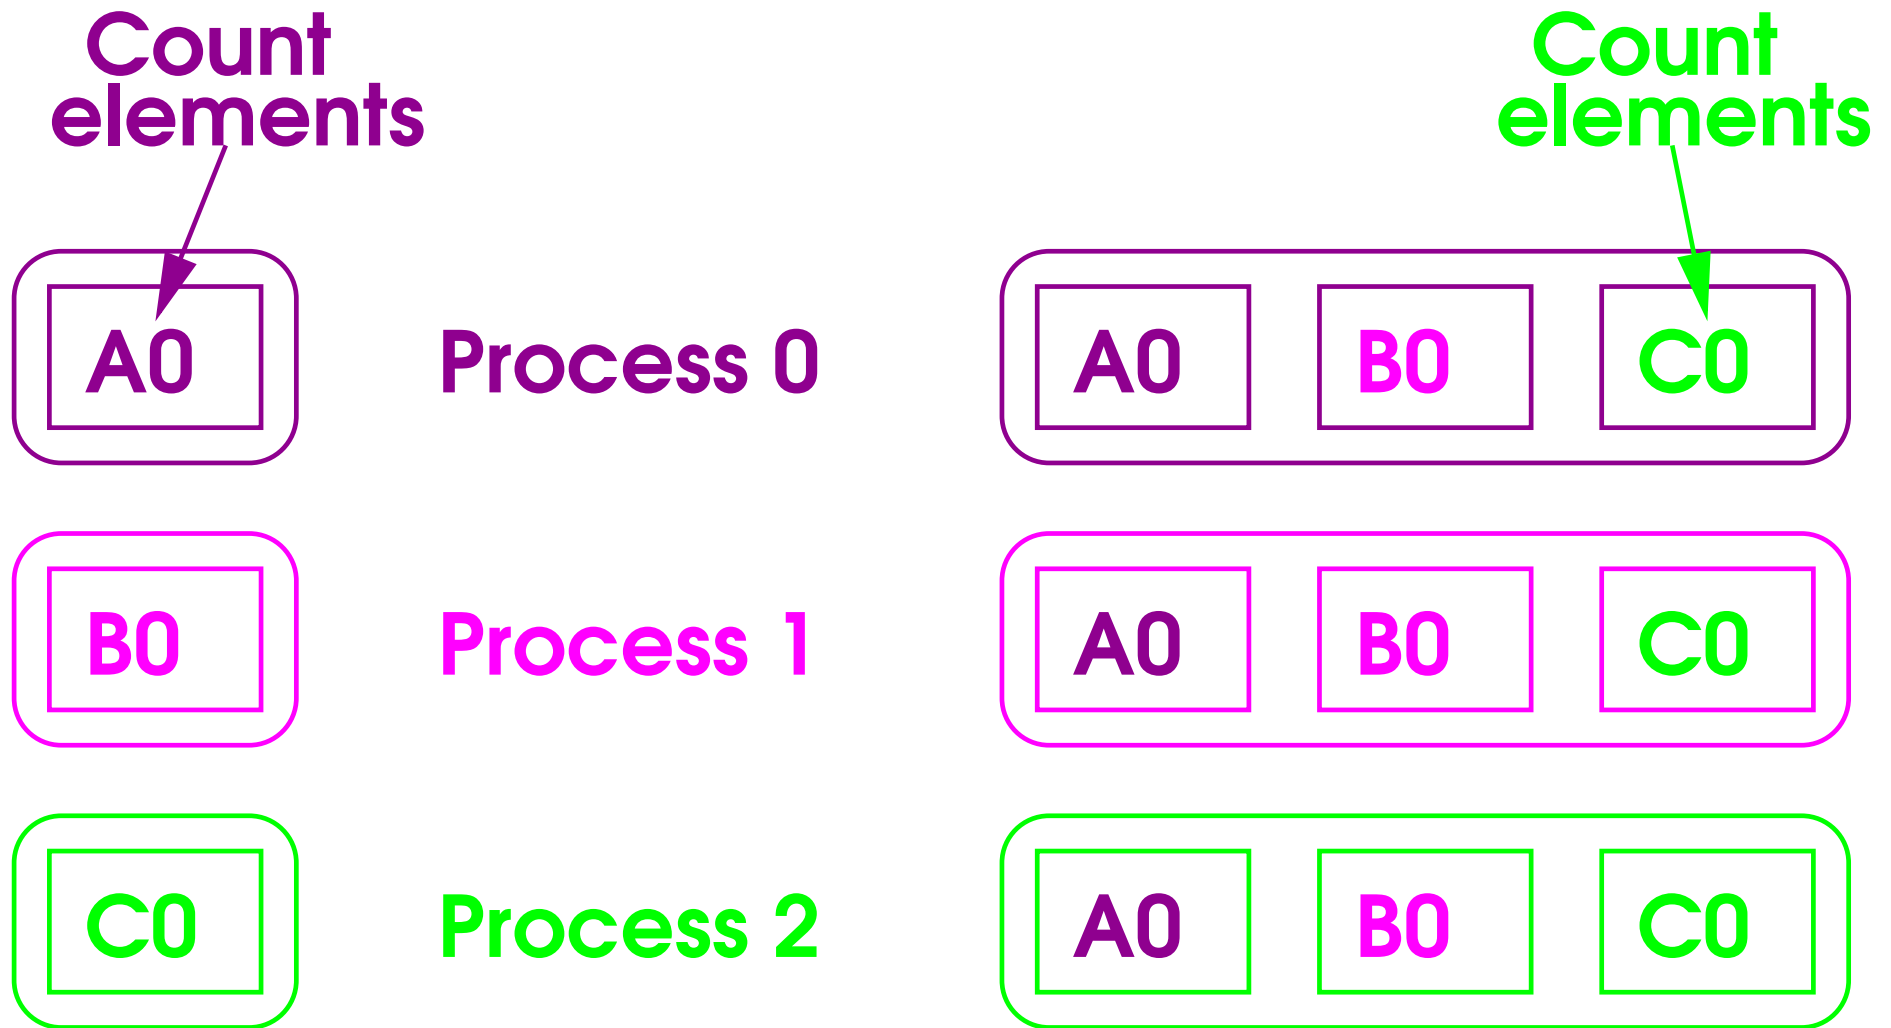 Count
elements
Count
elements
A0 Process 0 A0 B0 C0
B0 Process 1 A0 B0 C0
C0 Process 2 A0 B0 C0